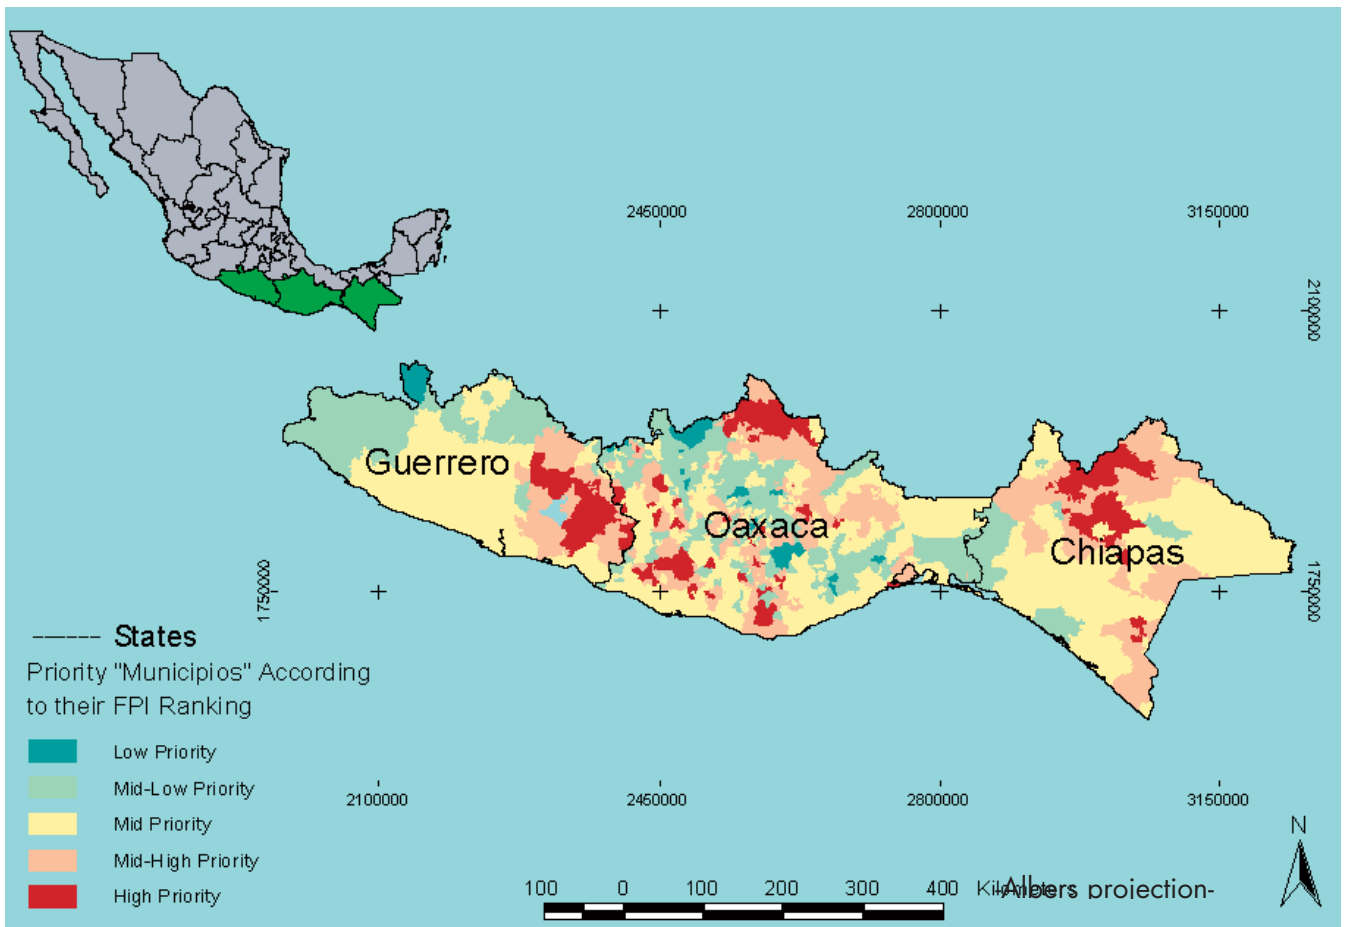 2450000 2800000 3150000
2100000
Guerrero
Oaxaca
Chiapas
1750000
1750000
States
Priority "Municipios" According
to their FPI Ranking
Low Priority
Mid-Low Priority
Mid Priority
Mid-High Priority
High Priority
2100000 2450000 2800000 3150000
N
100 0 100 200 300 400 Kilometers
-Albers projection-